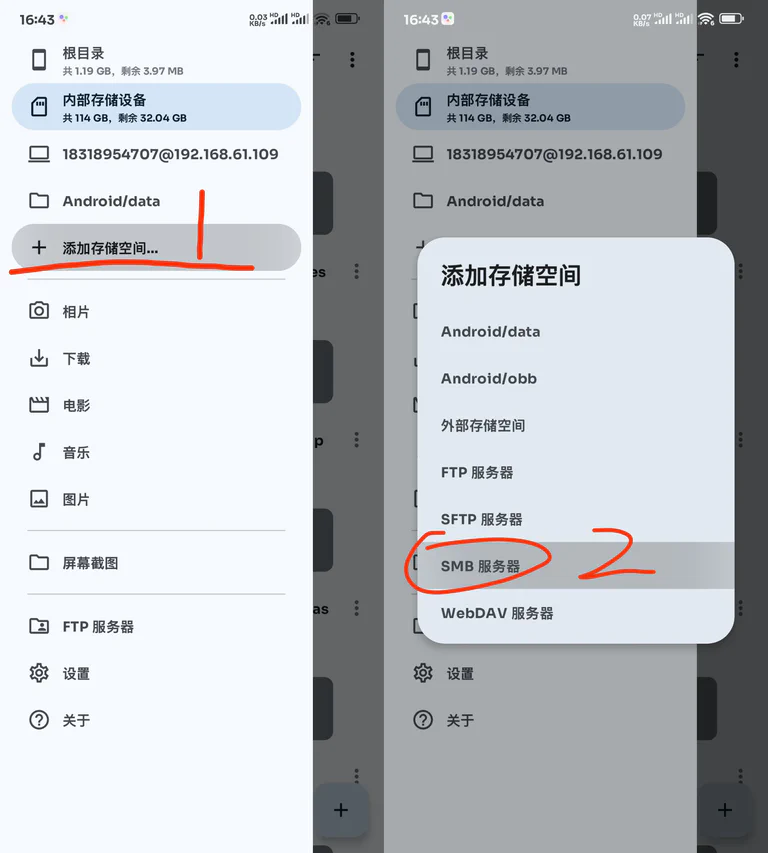 16:43
0.03 KB/s HD HD 6
根目录
共 1.19 GB，剩余 3.97 MB
内部存储设备
共 114 GB，剩余 32.04 GB
18318954707@192.168.61.109
Android/data
添加存储空间...
1
es
相片
下载
电影
p
音乐
图片
屏幕截图
as
FTP 服务器
设置
关于
16:43
0.07 KB/s HD HD 6
根目录
共 1.19 GB，剩余 3.97 MB
内部存储设备
共 114 GB，剩余 32.04 GB
18318954707@192.168.61.109
Android/data
添加存储空间
Android/data
Android/obb
外部存储空间
FTP 服务器
SFTP 服务器
SMB 服务器
2
WebDAV 服务器
设置
关于